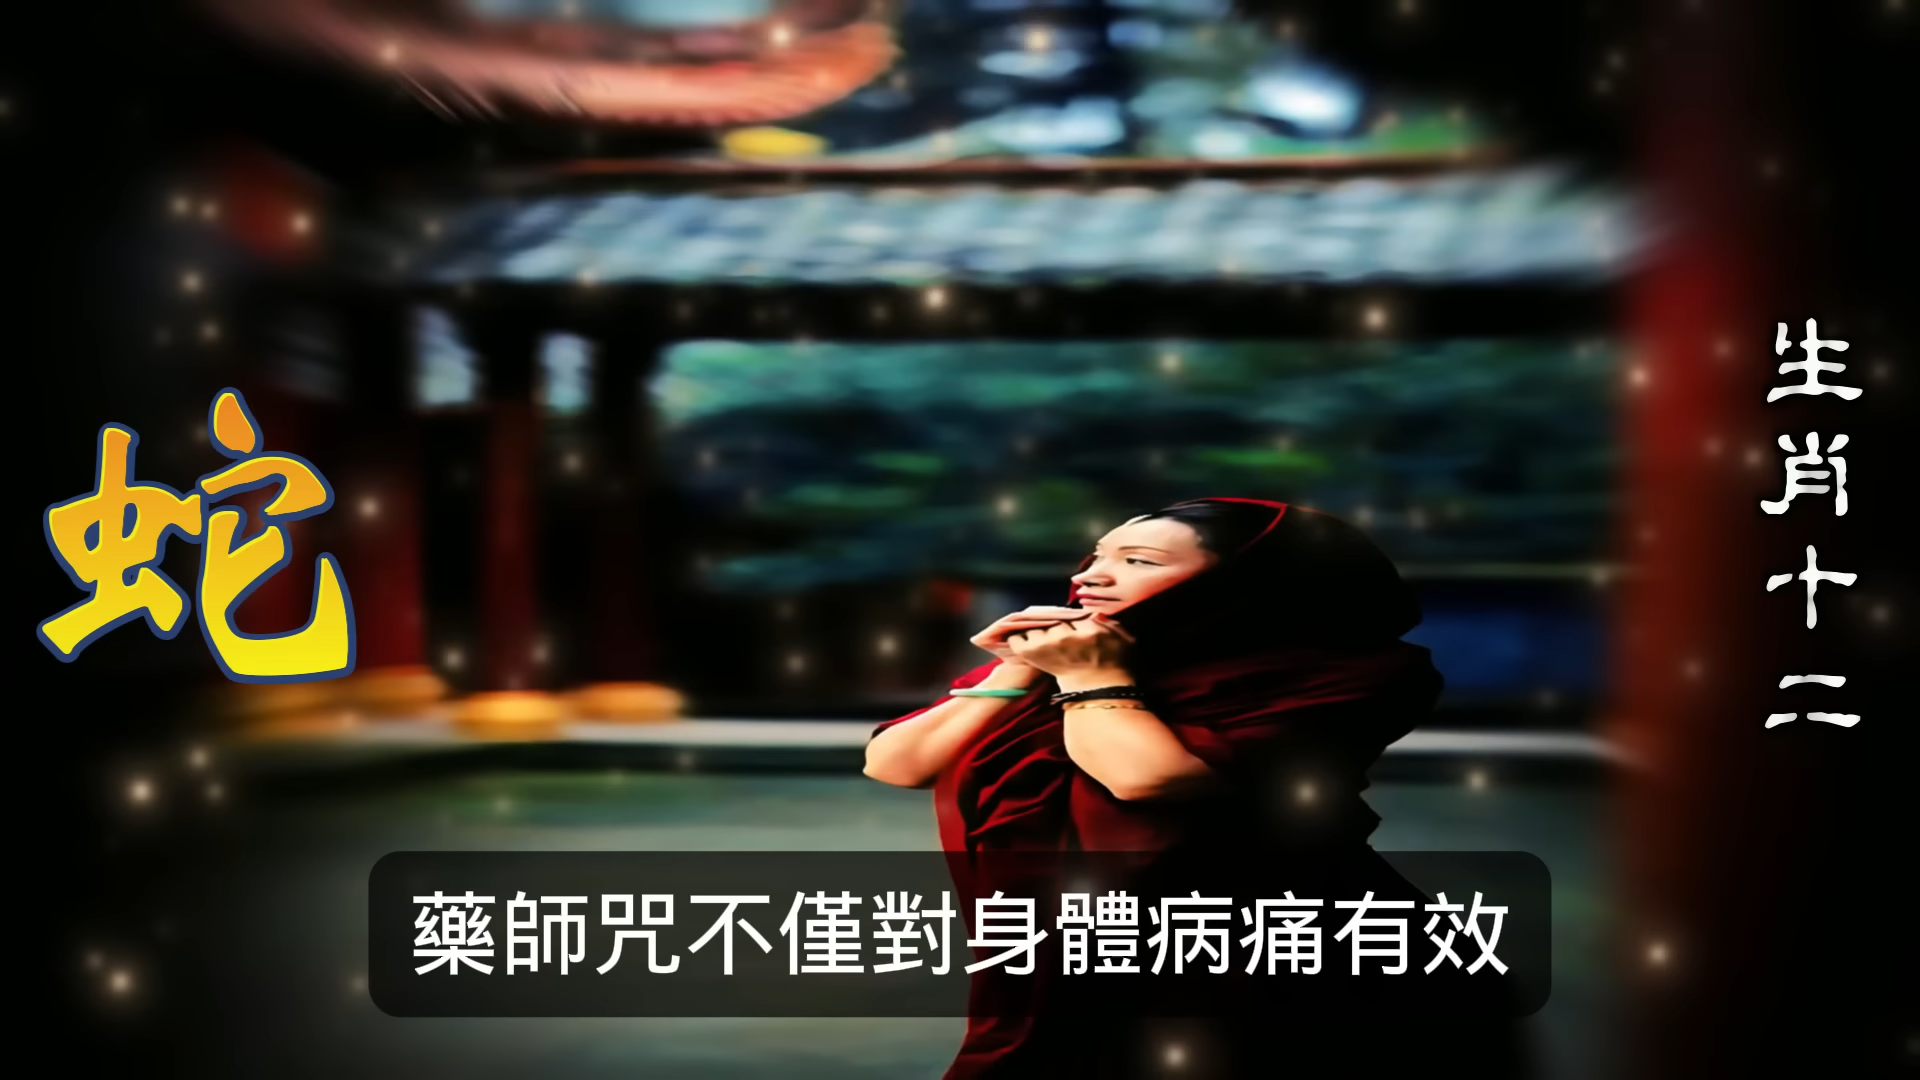 蛇
生肖十二
藥師咒不僅對身體病痛有效